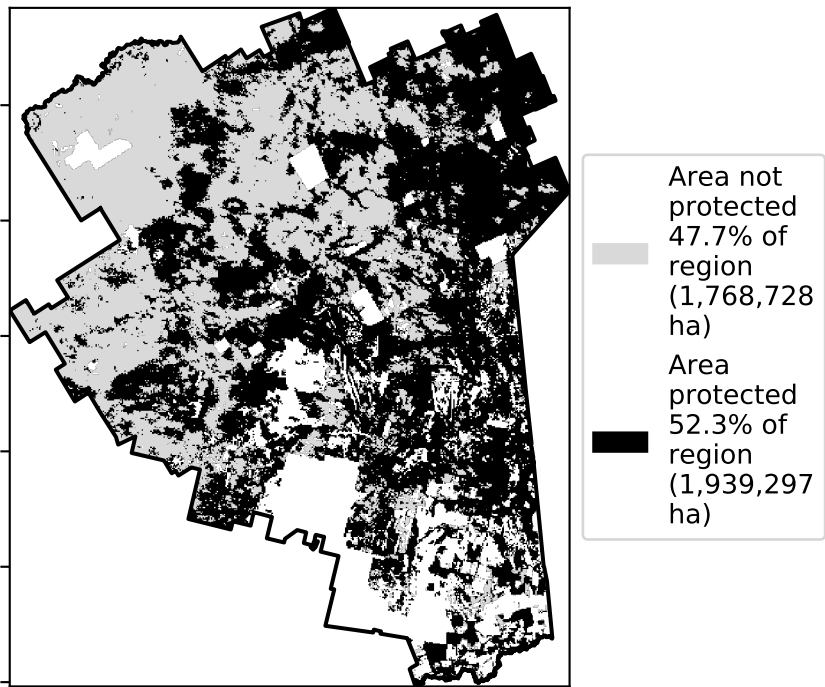 Area not
protected
47.7% of
region
(1,768,728
ha)
Area
protected
52.3% of
region
(1,939,297
ha)